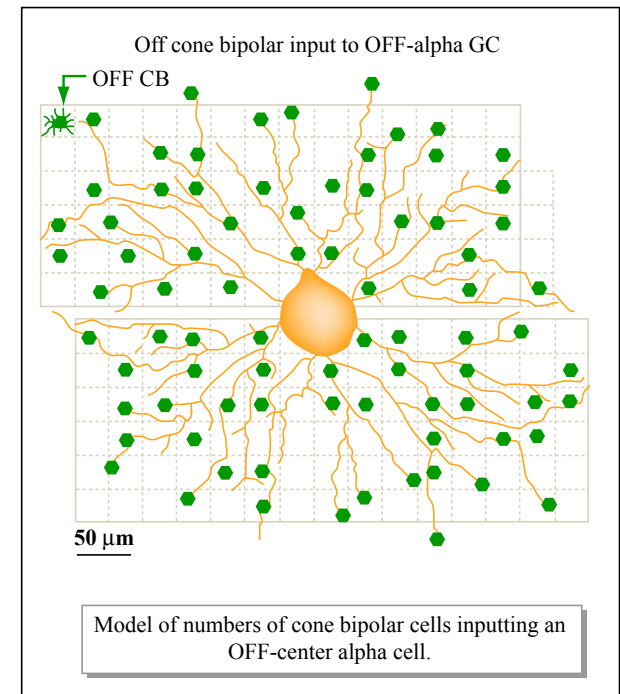 Off cone bipolar input to OFF-alpha GC
OFF CB
50 μm
Model of numbers of cone bipolar cells inputting an
OFF-center alpha cell.